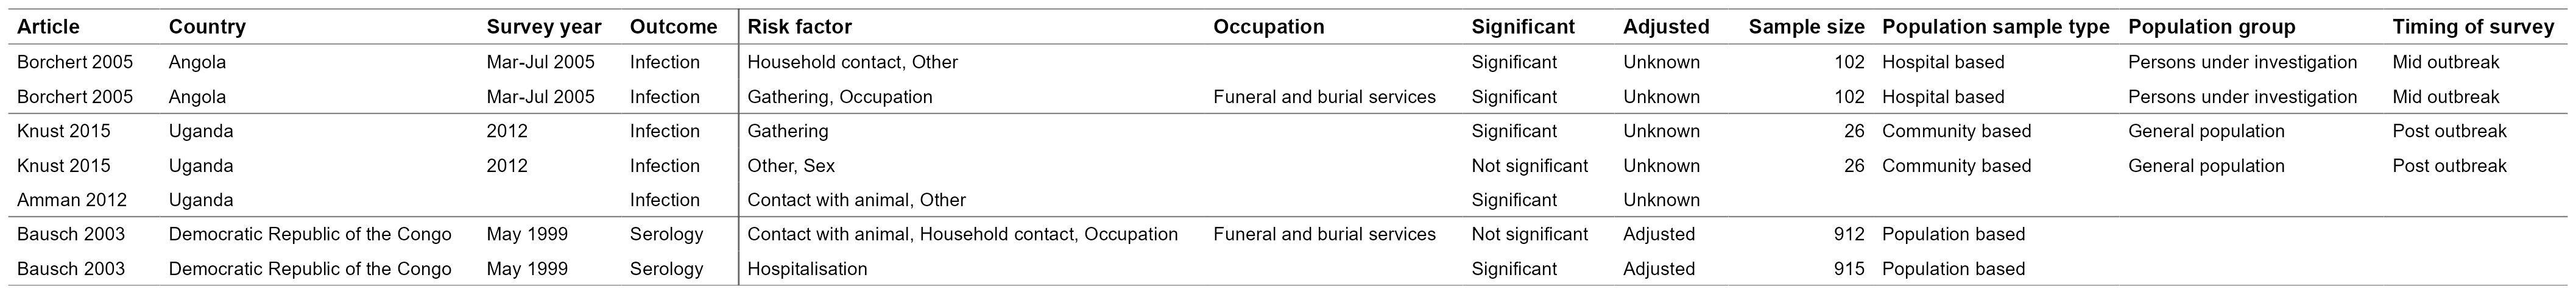 Article Country Survey year Outcome Risk factor Occupation Significant Adjusted Sample size Population sample type Population group Timing of survey
Borchert 2005 Angola Mar-Jul 2005 Infection Household contact, Other Significant Unknown 102 Hospital based Persons under investigation Mid outbreak
Borchert 2005 Angola Mar-Jul 2005 Infection Gathering, Occupation Funeral and burial services Significant Unknown 102 Hospital based Persons under investigation Mid outbreak
Knust 2015 Uganda 2012 Infection Gathering Significant Unknown 26 Community based General population Post outbreak
Knust 2015 Uganda 2012 Infection Other, Sex Not significant Unknown 26 Community based General population Post outbreak
Amman 2012 Uganda Infection Contact with animal, Other Significant Unknown
Bausch 2003 Democratic Republic of the Congo May 1999 Serology Contact with animal, Household contact, Occupation Funeral and burial services Not significant Adjusted 912 Population based
Bausch 2003 Democratic Republic of the Congo May 1999 Serology Hospitalisation Significant Adjusted 915 Population based